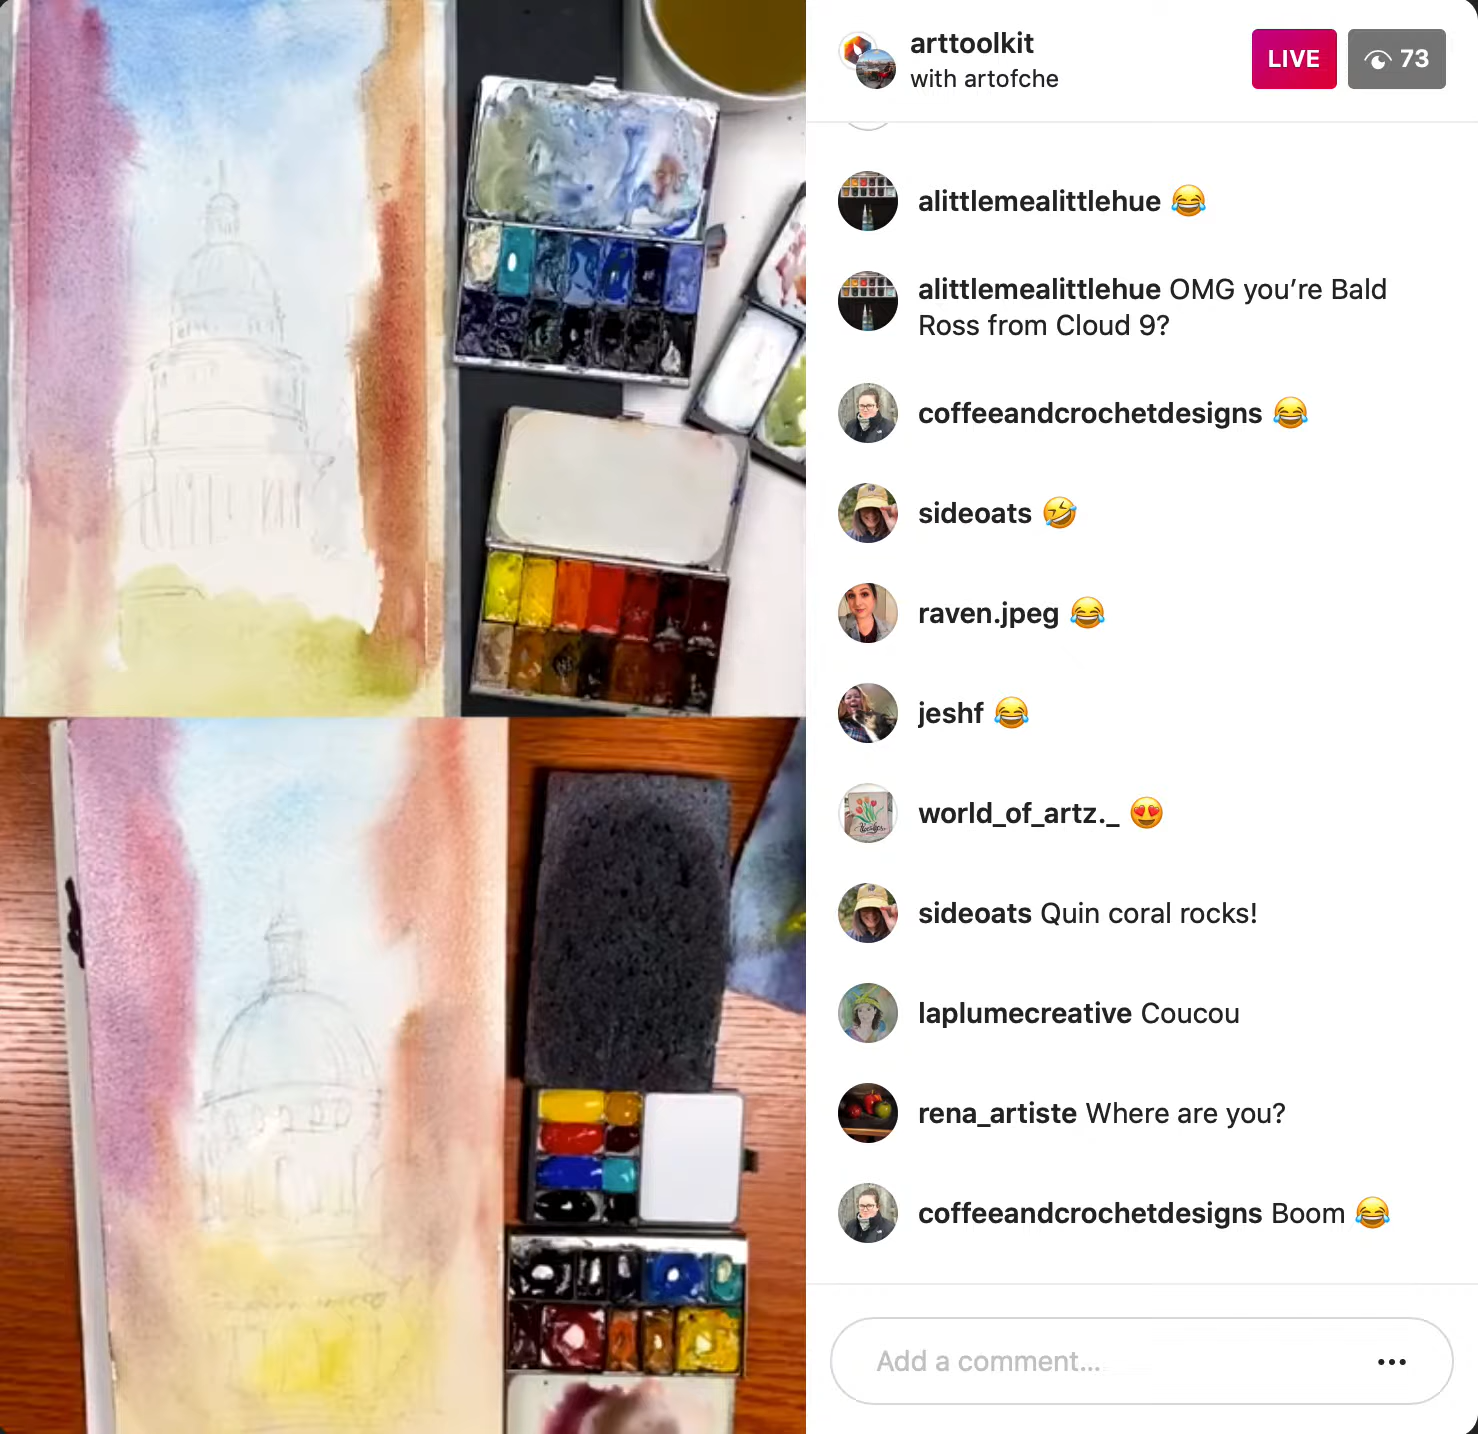 arttoolkit
with artofche
LIVE
73
alittlemealittlehue 😂
alittlemealittlehue OMG you’re Bald
Ross from Cloud 9?
coffeeandcrochetdesigns 😂
sideoats 🤣
raven.jpeg 😂
jeshf 😂
world_of_artz._ 😍
sideoats Quin coral rocks!
laplumecreative Coucou
rena_artiste Where are you?
coffeeandcrochetdesigns Boom 😂
Add a comment...